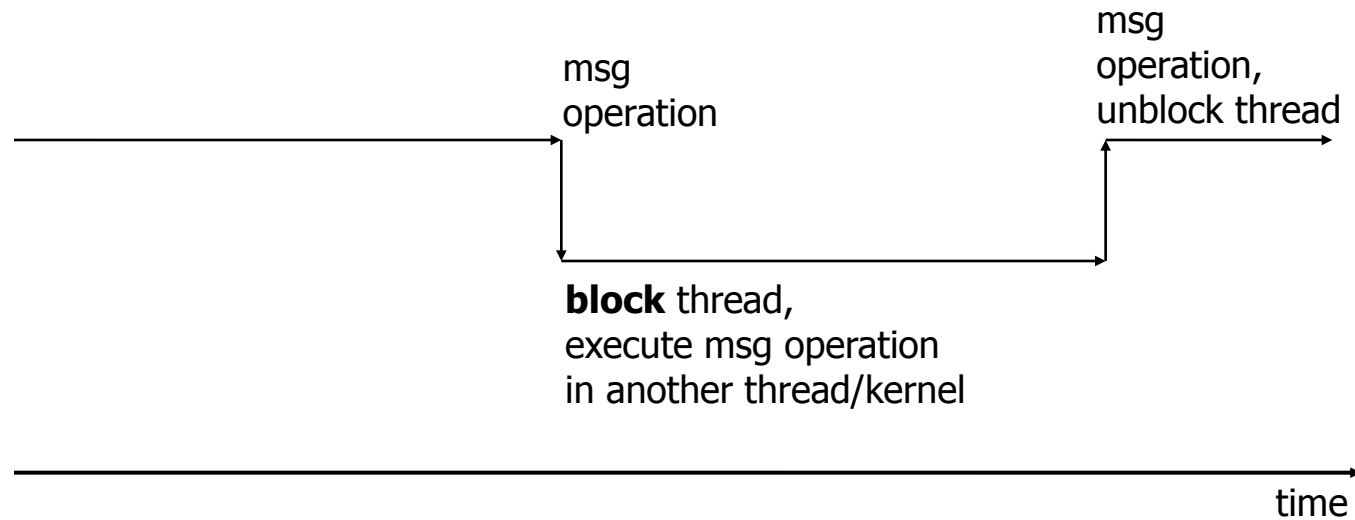 msg
operation
msg
operation,
unblock thread
block thread,
execute msg operation
in another thread/kernel
time